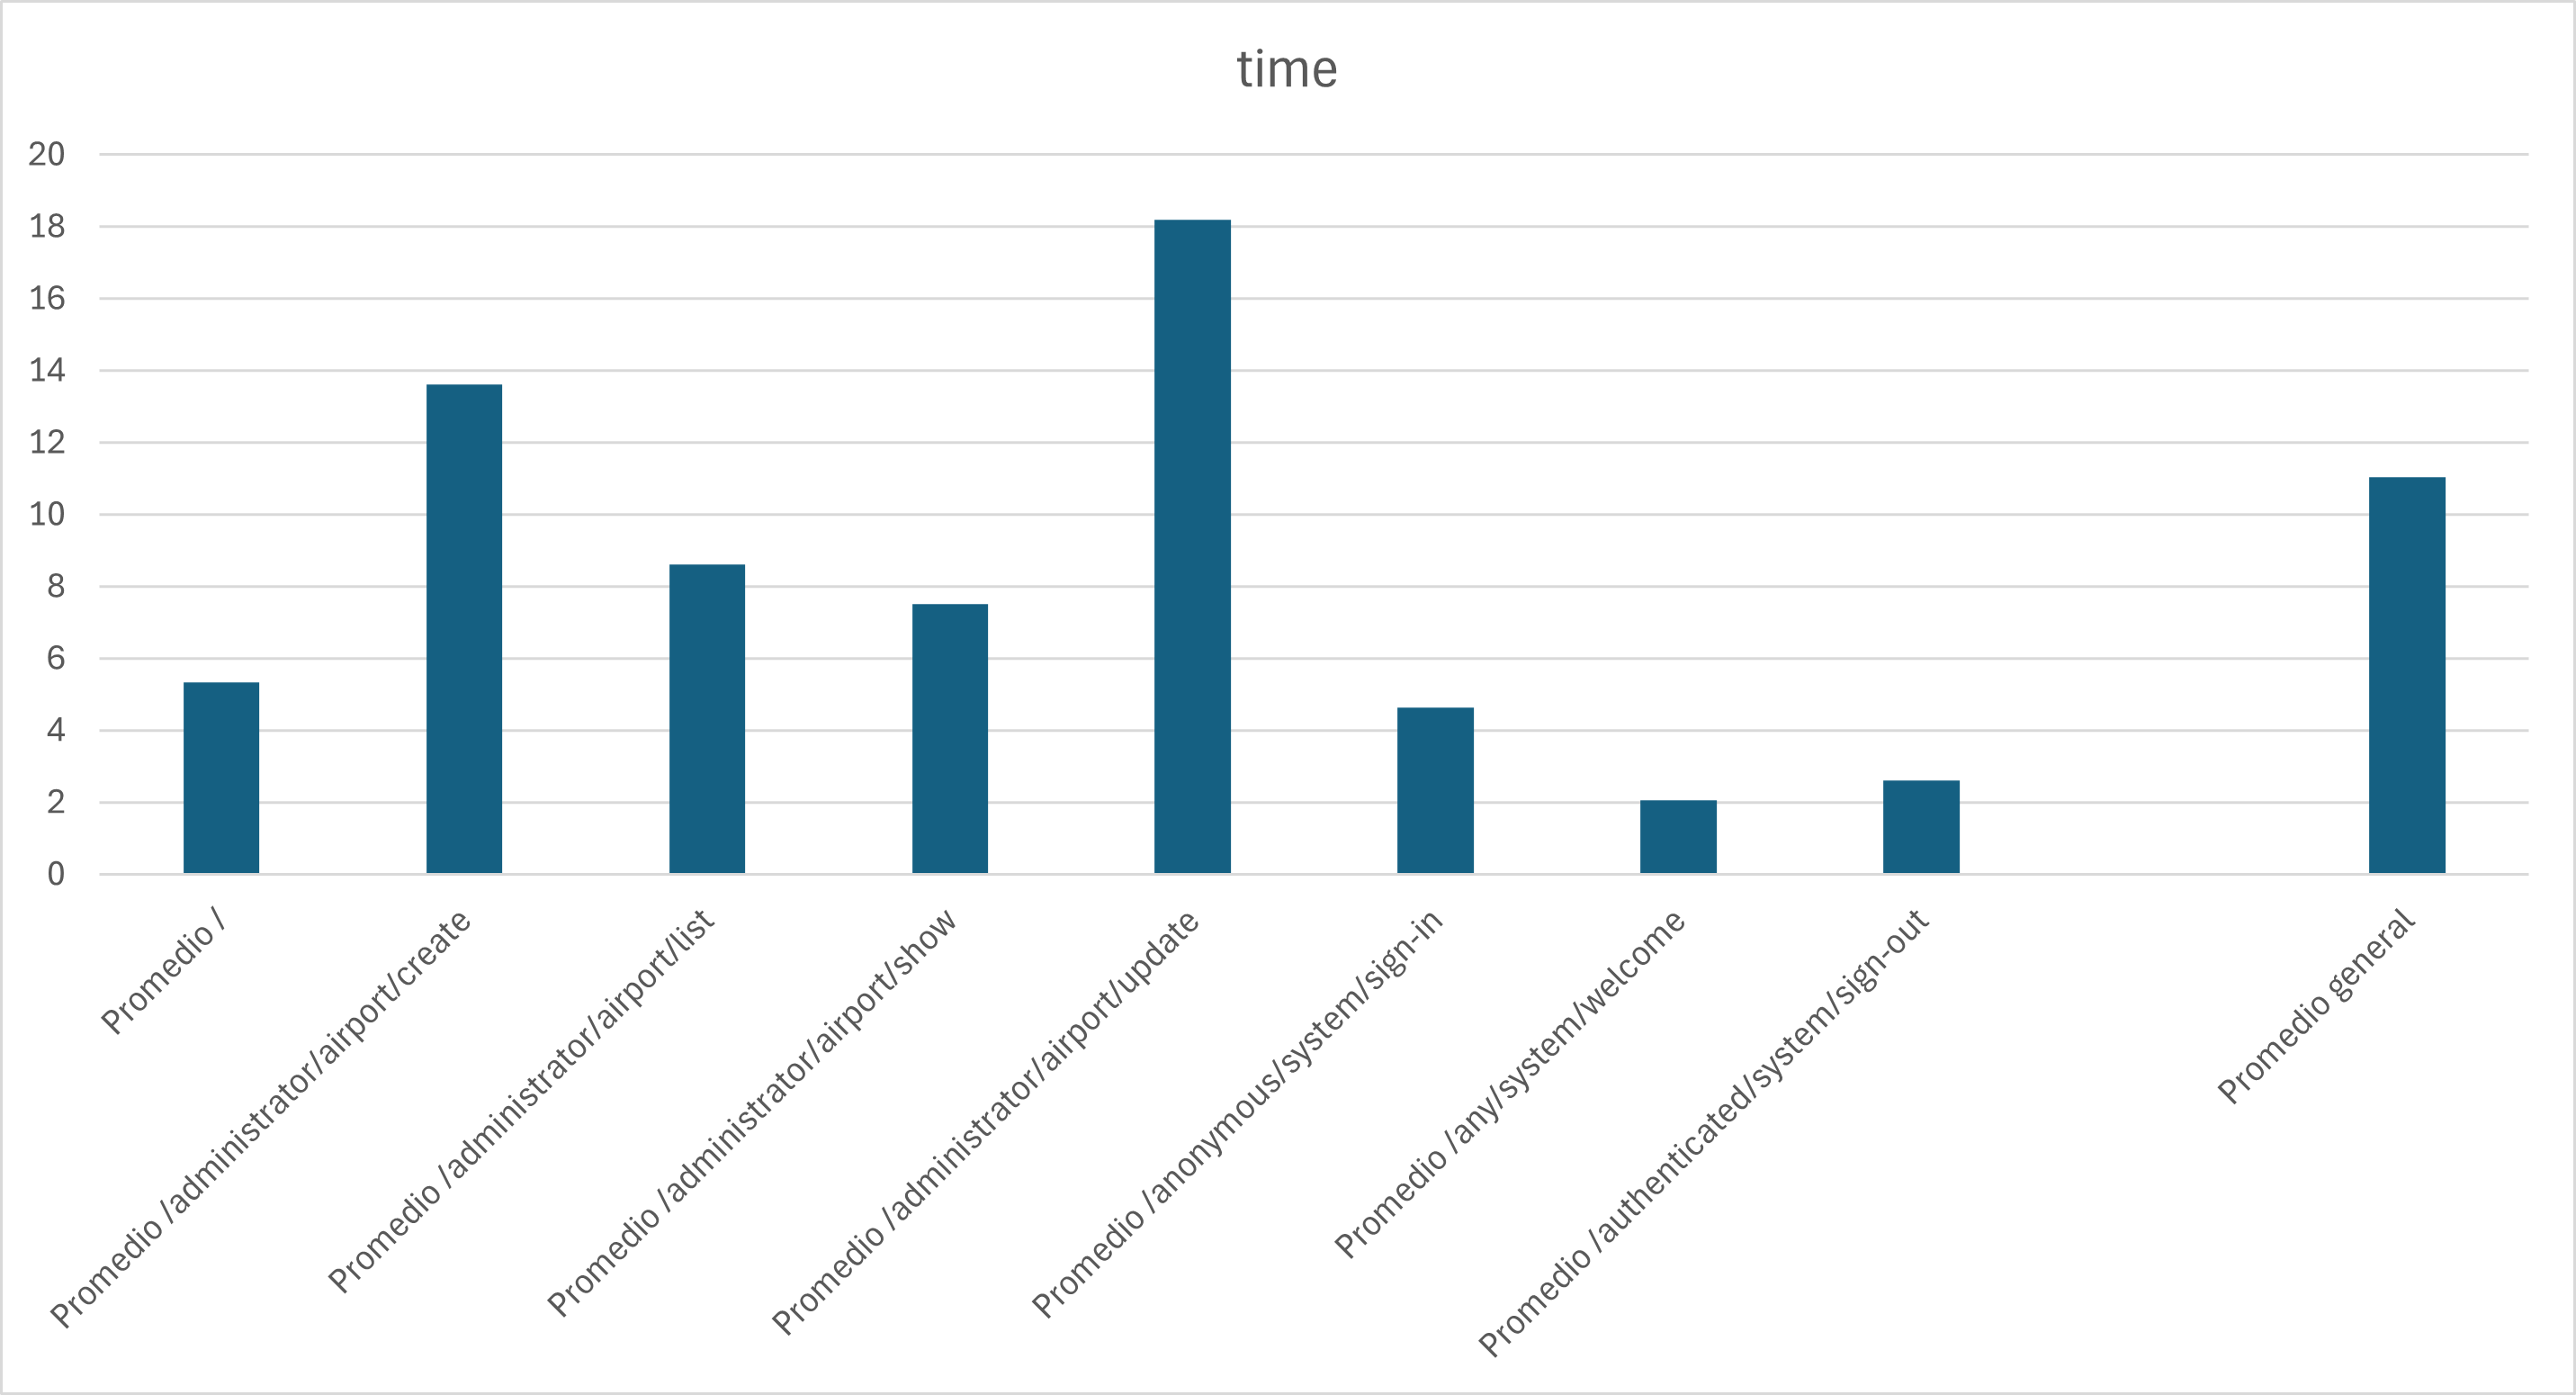 time
20
18
16
14
12
10
8
6
4
2
0
Promedio /
Promedio /administrator/airport/create
Promedio /administrator/airport/list
Promedio /administrator/airport/show
Promedio /administrator/airport/update
Promedio /anonymous/system/sign-in
Promedio /any/system/welcome
Promedio /authenticated/system/sign-out
Promedio general